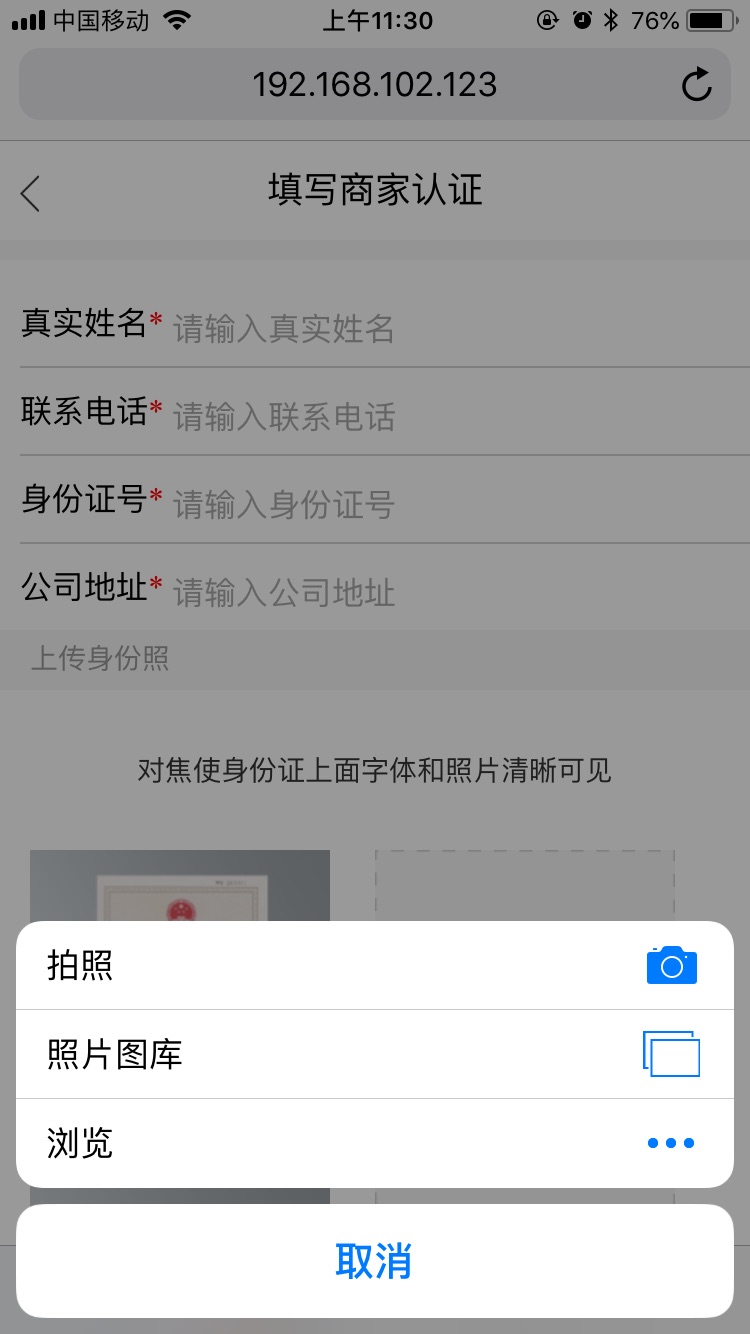 中国移动 上午11:30 76%
192.168.102.123
填写商家认证
真实姓名* 请输入真实姓名
联系电话* 请输入联系电话
身份证号* 请输入身份证号
公司地址* 请输入公司地址
上传身份照
对焦使身份证上面字体和照片清晰可见
拍照
照片图库
浏览
取消